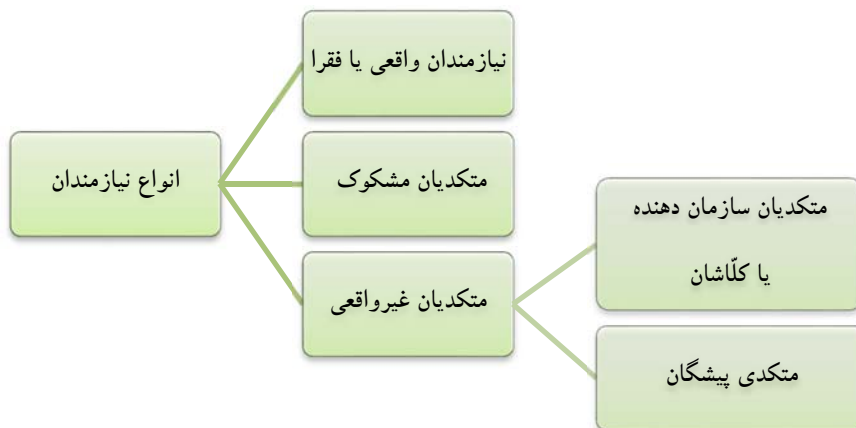 انواع نیازمندان
نیازمندان واقعی یا فقرا
متکدیان مشکوک
متکدیان غیرواقعی
متکدیان سازمان دهنده
یا کلّاشان
متکدی پیشگان